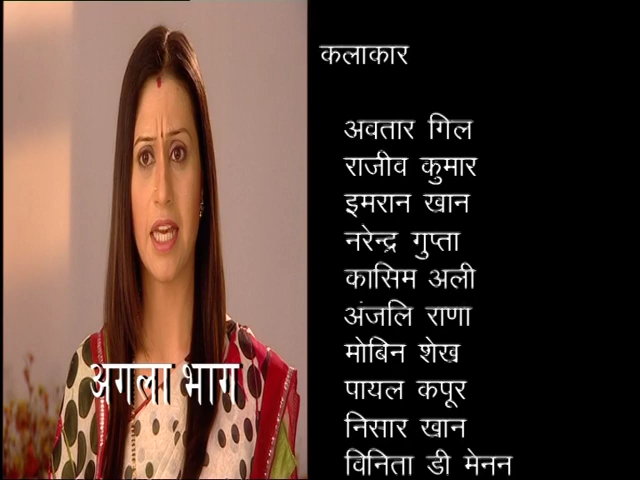 कलाकार
अवतार गिल
राजीव कुमार
इमरान खान
नरेन्द्र गुप्ता
कासिम अली
अंजलि राणा
मोबिन शेख
पायल कपूर
निसार खान
विनिता डी मेनन
अगला भाग